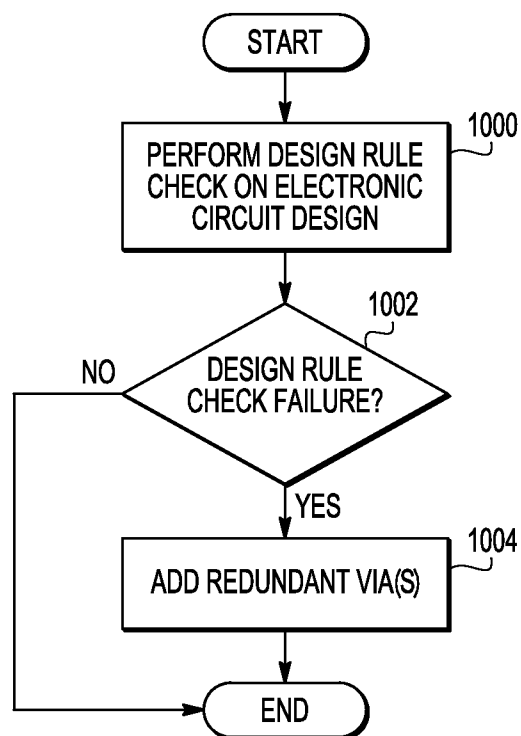 START
1000
PERFORM DESIGN RULE
CHECK ON ELECTRONIC
CIRCUIT DESIGN
1002
DESIGN RULE
CHECK FAILURE?
NO
YES
1004
ADD REDUNDANT VIA(S)
END